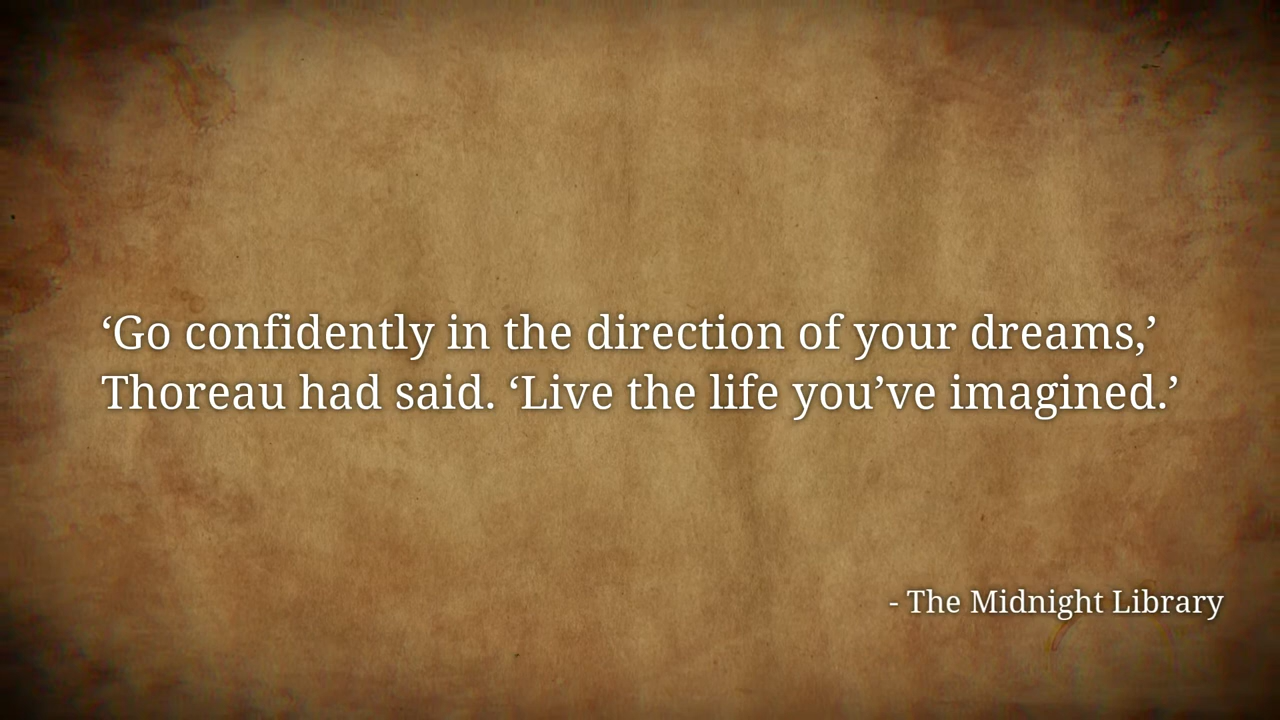 ‘Go confidently in the direction of your dreams,’
Thoreau had said. ‘Live the life you’ve imagined.’
- The Midnight Library